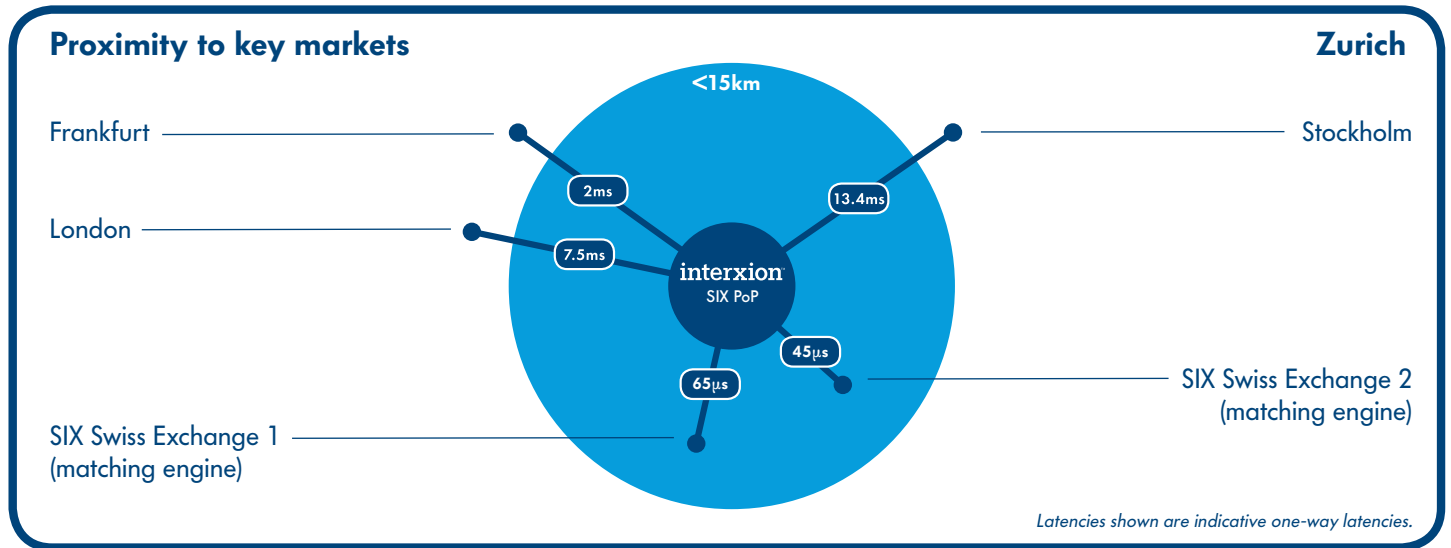 Proximity to key markets
Zurich
<15km
Frankfurt
Stockholm
2ms
13.4ms
London
7.5ms
interxion
SIX PoP
45μs
65μs
SIX Swiss Exchange 2
(matching engine)
SIX Swiss Exchange 1
(matching engine)
Latencies shown are indicative one-way latencies.